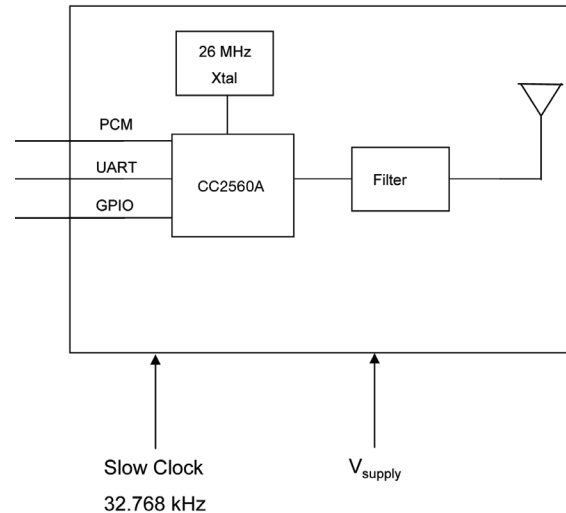 26 MHz
Xtal
PCM
UART
GPIO
CC2560A
Filter
Slow Clock
32.768 kHz
Vsupply